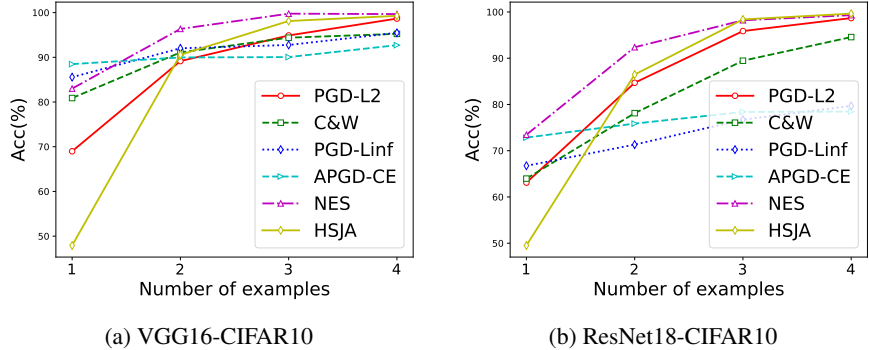 100
90
80
70
60
50
Acc(%)
PGD-L2
C&W
PGD-Linf
APGD-CE
NES
HSJA
1 2 3 4
Number of examples
(a) VGG16-CIFAR10
100
90
80
70
60
50
Acc(%)
PGD-L2
C&W
PGD-Linf
APGD-CE
NES
HSJA
1 2 3 4
Number of examples
(b) ResNet18-CIFAR10